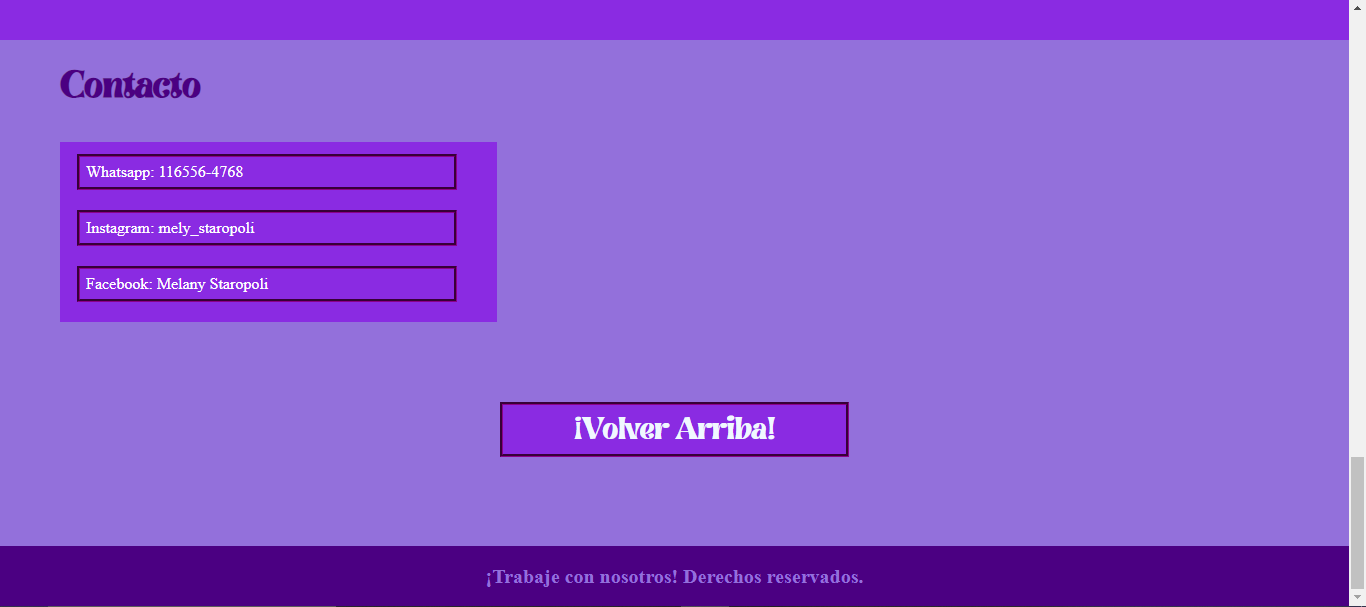 Contacto
Whatsapp: 116556-4768
Instagram: mely_staropoli
Facebook: Melany Staropoli
¡Volver Arriba!
¡Trabaje con nosotros! Derechos reservados.